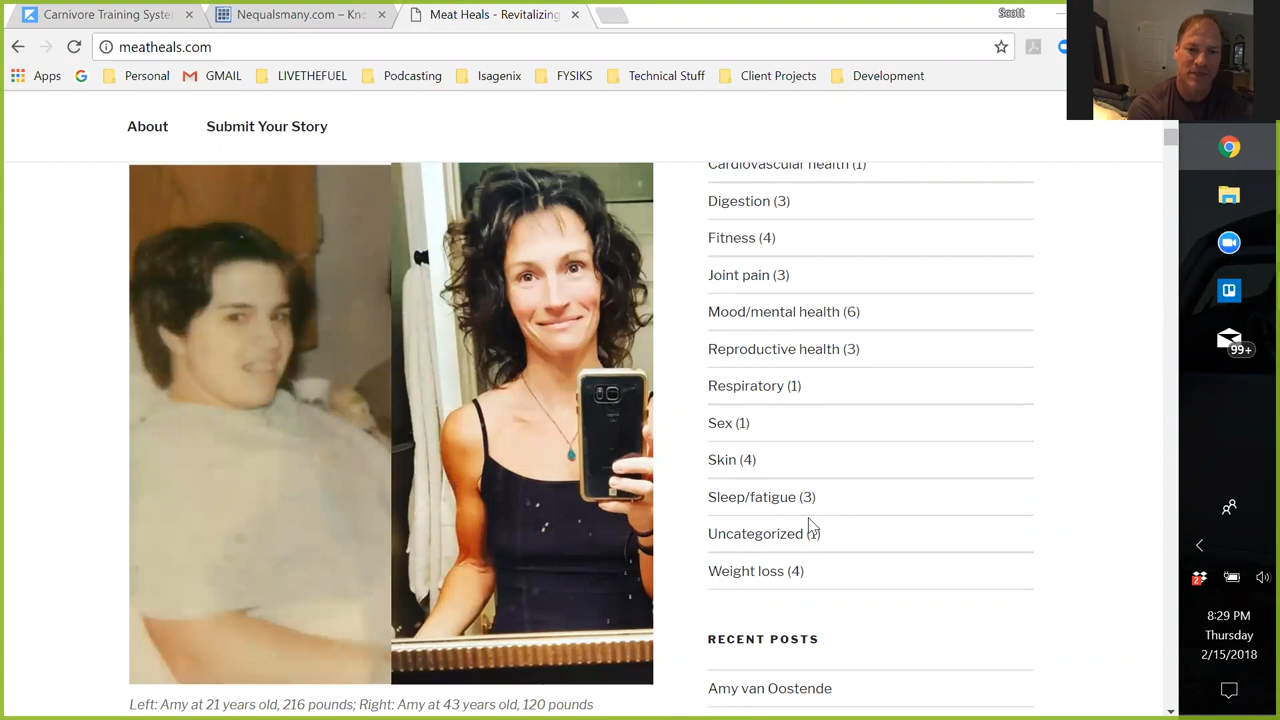 Carnivore Training Syste
Nequalsmany.com – Kno
Meat Heals - Revitalizing
Scott
meatheals.com
Apps
Personal
GMAIL
LIVETHEFUEL
Podcasting
Isagenix
FYSIKS
Technical Stuff
Client Projects
Development
About
Submit Your Story
Cardiovascular health (1)
Digestion (3)
Fitness (4)
Joint pain (3)
Mood/mental health (6)
Reproductive health (3)
Respiratory (1)
Sex (1)
Skin (4)
Sleep/fatigue (3)
Uncategorized
Weight loss (4)
RECENT POSTS
Amy van Oostende
Left: Amy at 21 years old, 216 pounds; Right: Amy at 43 years old, 120 pounds
99+
2
8:29 PM
Thursday
2/15/2018